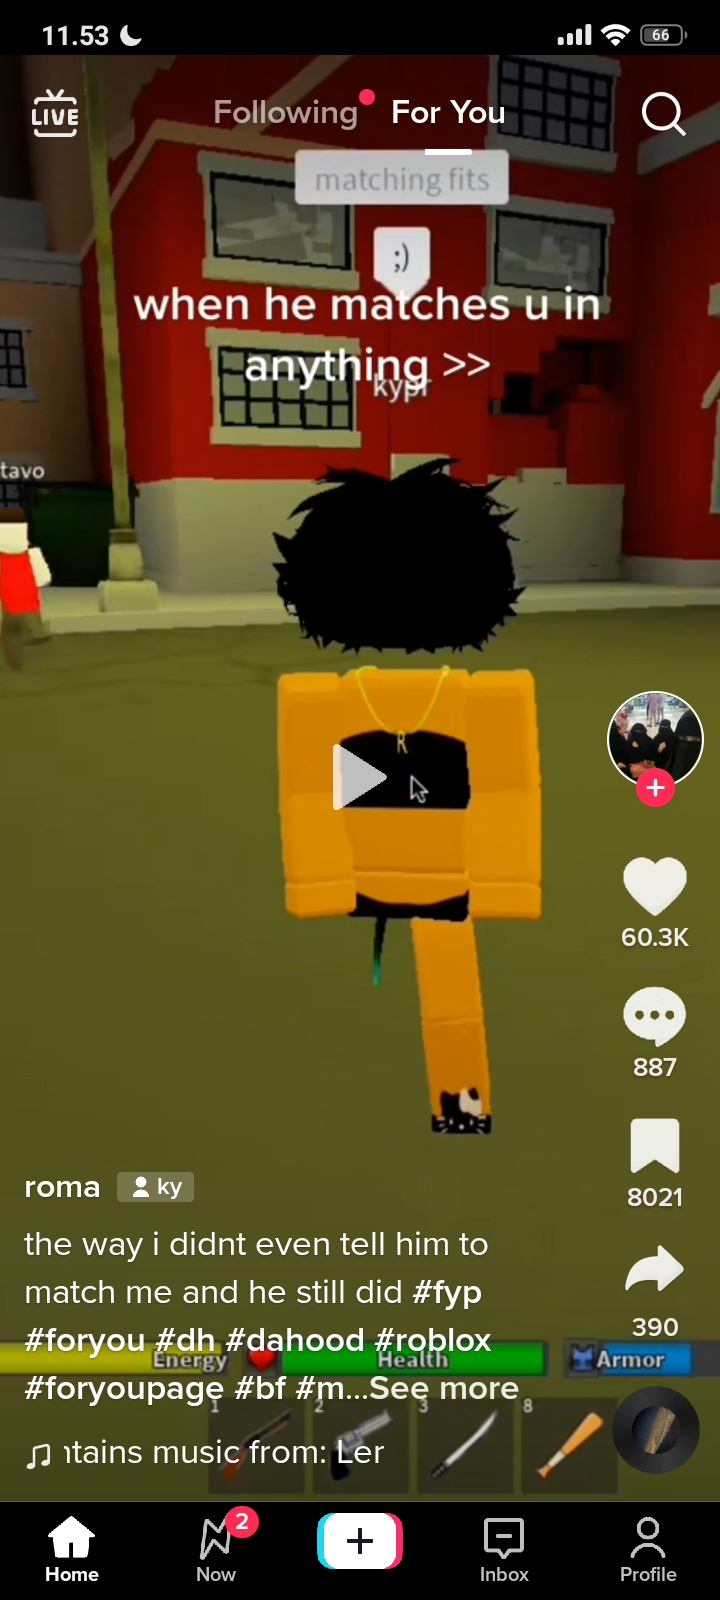 11.53
66
LIVE
Following
For You
matching fits
;)
when he matches u in
anything >>
kypr
tavo
R
60.3K
887
8021
390
roma
ky
the way i didnt even tell him to
match me and he still did #fyp
#foryou #dh #dahood #roblox
#foryoupage #bf #m...See more
Energy
Health
Armor
1
2
3
8
ntains music from: Ler
Home
2
Now
Inbox
Profile